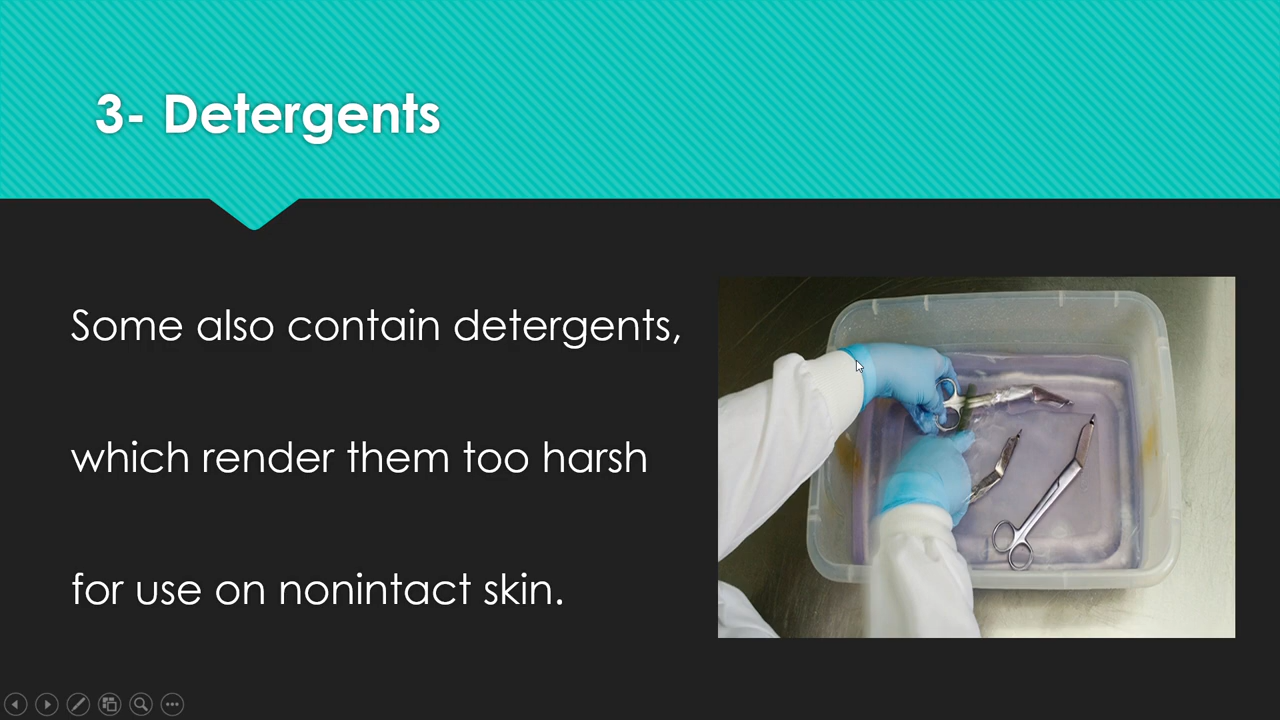 3- Detergents
Some also contain detergents,
which render them too harsh
for use on nonintact skin.